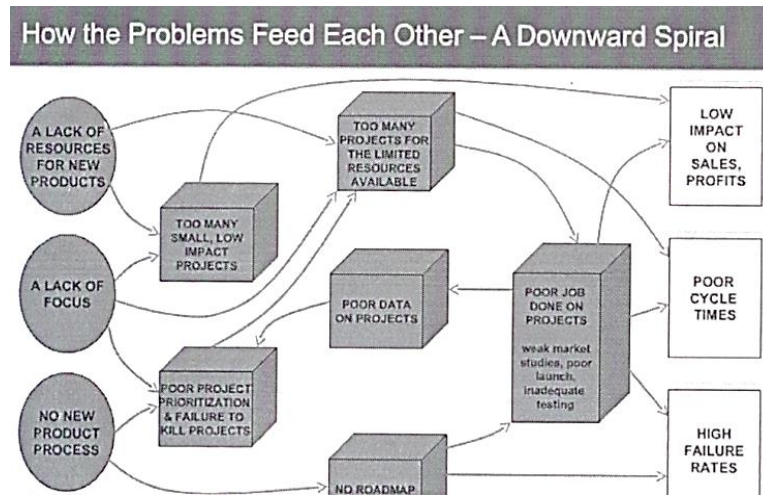 How the Problems Feed Each Other – A Downward Spiral
A LACK OF
RESOURCES
FOR NEW
PRODUCTS
TOO MANY
PROJECTS FOR
THE LIMITED
RESOURCES
AVAILABLE
LOW
IMPACT
ON
SALES,
PROFITS
TOO MANY
SMALL, LOW
IMPACT
PROJECTS
A LACK OF
FOCUS
POOR DATA
ON PROJECTS
POOR JOB
DONE ON
PROJECTS
weak market
studies, poor
launch,
inadequate
testing
POOR
CYCLE
TIMES
POOR PROJECT
PRIORITIZATION
& FAILURE TO
KILL PROJECTS
NO NEW
PRODUCT
PROCESS
NO ROADMAP
HIGH
FAILURE
RATES